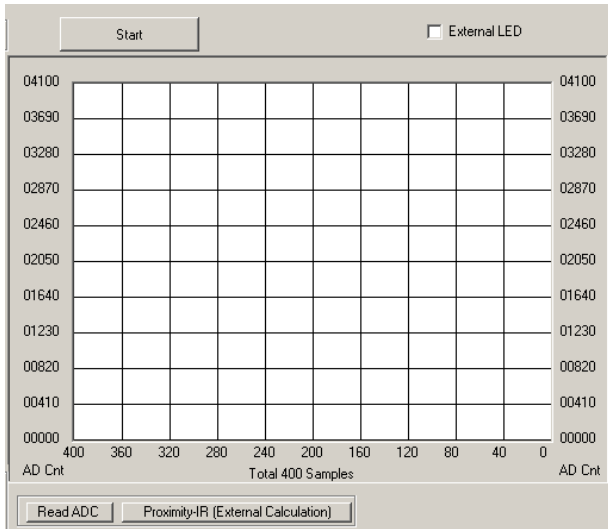 Start External LED
04100 04100
03690 03690
03280 03280
02870 02870
02460 02460
02050 02050
01640 01640
01230 01230
00820 00820
00410 00410
00000 00000
400 360 320 280 240 200 160 120 80 40 0
AD Cnt Total 400 Samples AD Cnt
Read ADC Proximity-IR (External Calculation)